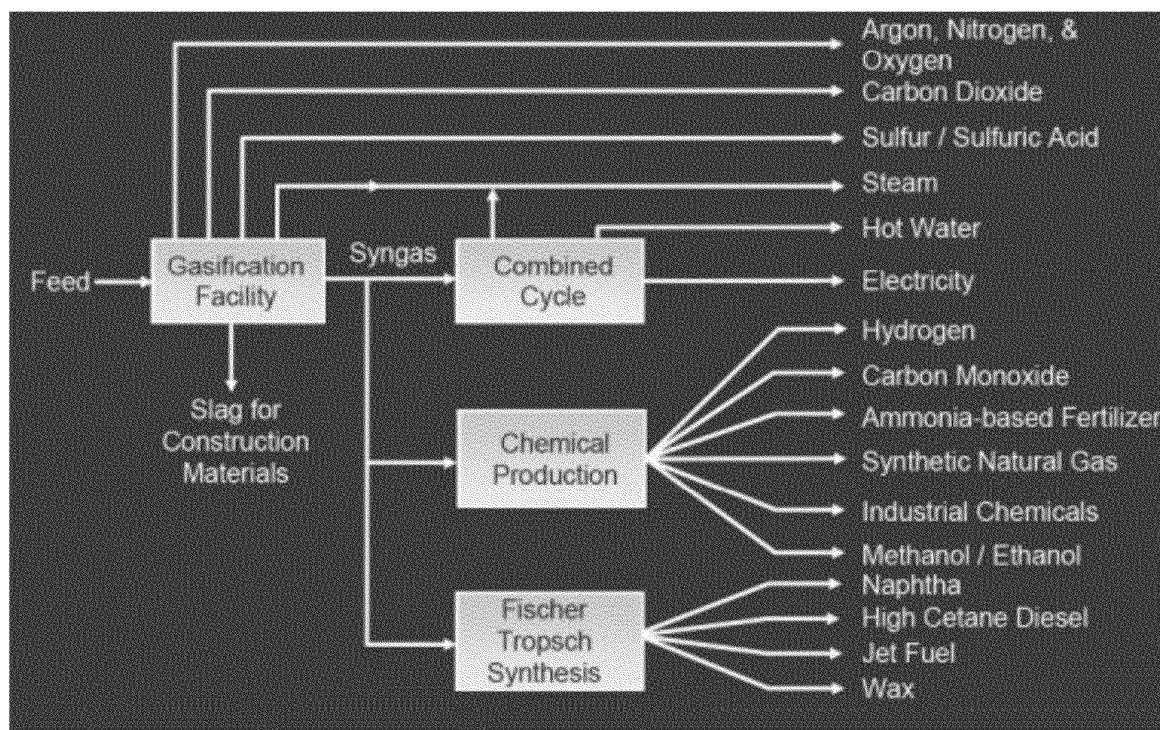 Argon, Nitrogen, &
Oxygen
Carbon Dioxide
Sulfur / Sulfuric Acid
Steam
Hot Water
Feed
Gasification
Facility
Syngas
Combined
Cycle
Electricity
Hydrogen
Carbon Monoxide
Slag for
Construction
Materials
Chemical
Production
Ammonia-based Fertilizer
Synthetic Natural Gas
Industrial Chemicals
Methanol / Ethanol
Fischer
Tropsch
Synthesis
Naphtha
High Cetane Diesel
Jet Fuel
Wax